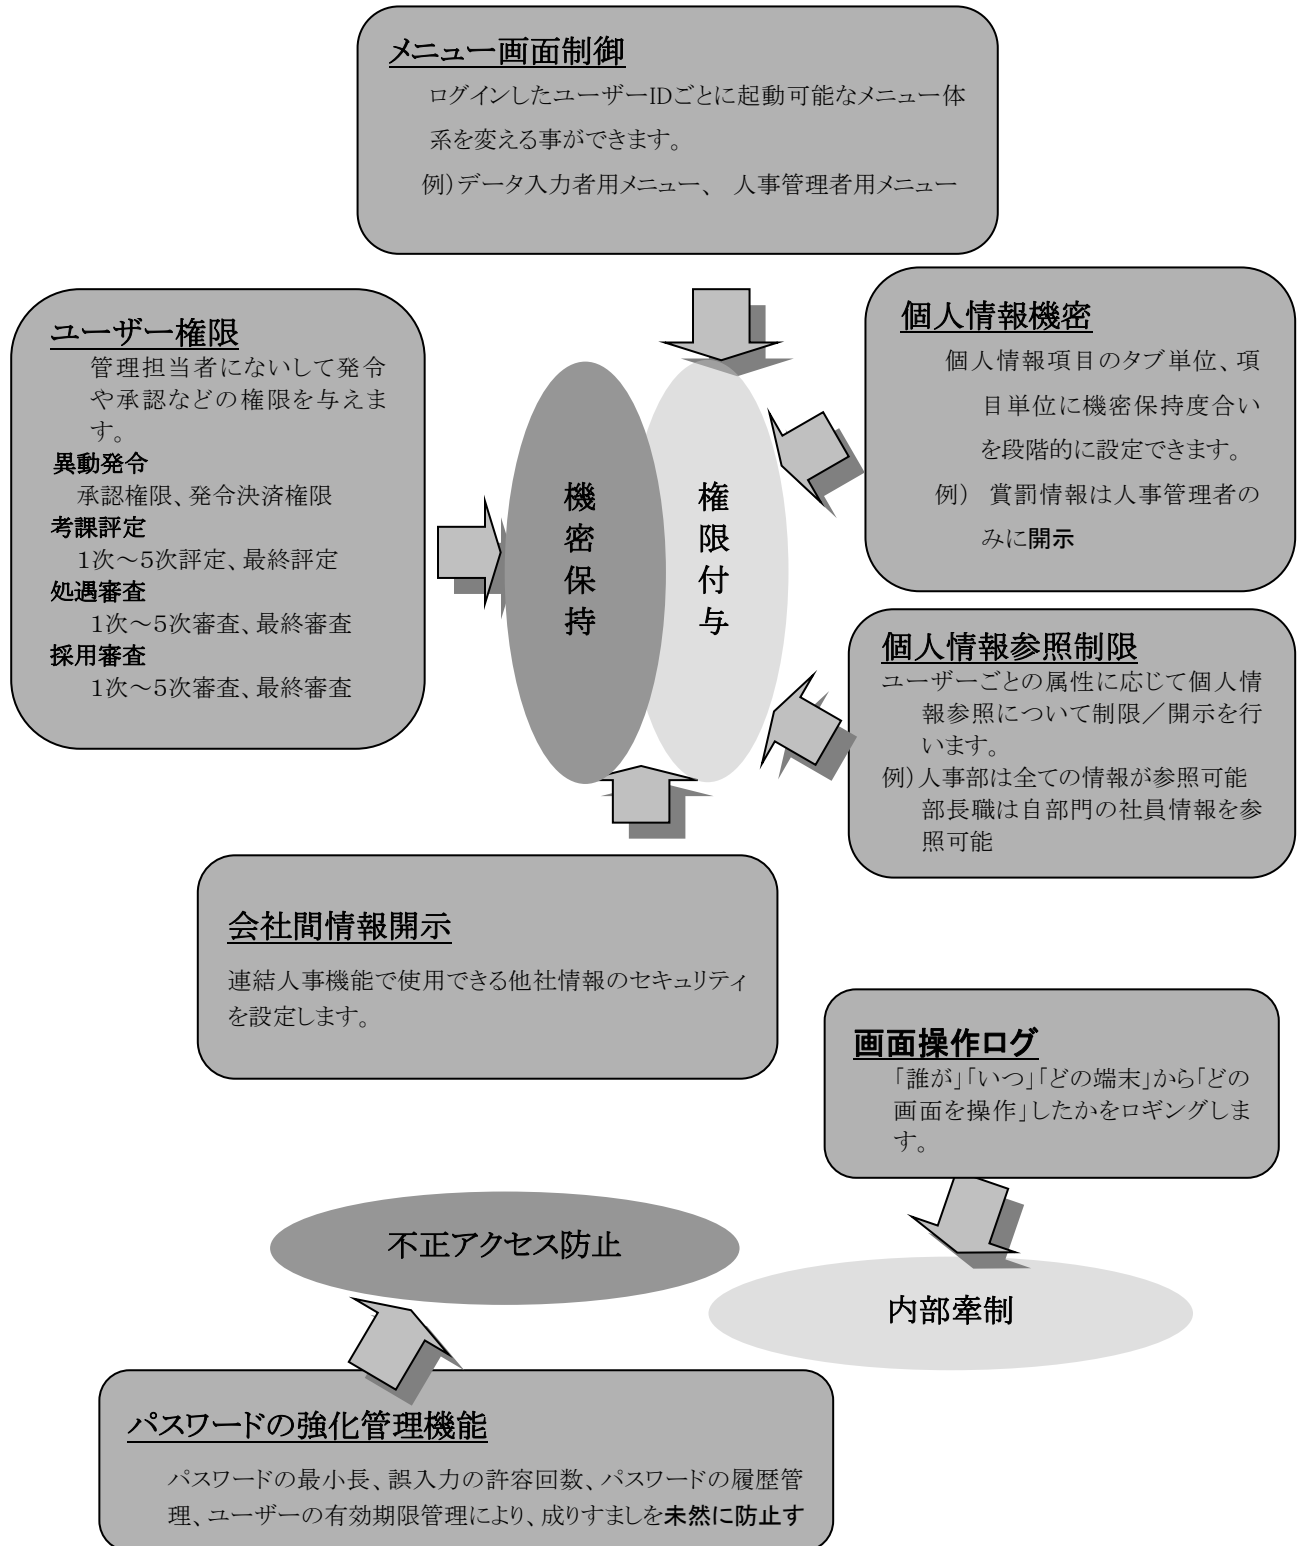 メニュー画面制御
ログインしたユーザーIDごとに起動可能なメニュー体
系を変える事ができます。
例)データ入力者用メニュー、 人事管理者用メニュー
ユーザー権限
管理担当者にないして発令
や承認などの権限を与えま
す。
異動発令
承認権限、発令決済権限
考課評定
1次～5次評定、最終評定
処遇審査
1次～5次審査、最終審査
採用審査
1次～5次審査、最終審査
機密保持
権限付与
個人情報機密
個人情報項目のタブ単位、項
目単位に機密保持度合い
を段階的に設定できます。
例) 賞罰情報は人事管理者の
みに開示
個人情報参照制限
ユーザーごとの属性に応じて個人情
報参照について制限／開示を行
います。
例)人事部は全ての情報が参照可能
部長職は自部門の社員情報を参
照可能
会社間情報開示
連結人事機能で使用できる他社情報のセキュリティ
を設定します。
画面操作ログ
「誰が」「いつ」「どの端末」から「どの
画面を操作」したかをロギングしま
す。
不正アクセス防止
内部牽制
パスワードの強化管理機能
パスワードの最小長、誤入力の許容回数、パスワードの履歴管
理、ユーザーの有効期限管理により、成りすましを未然に防止す